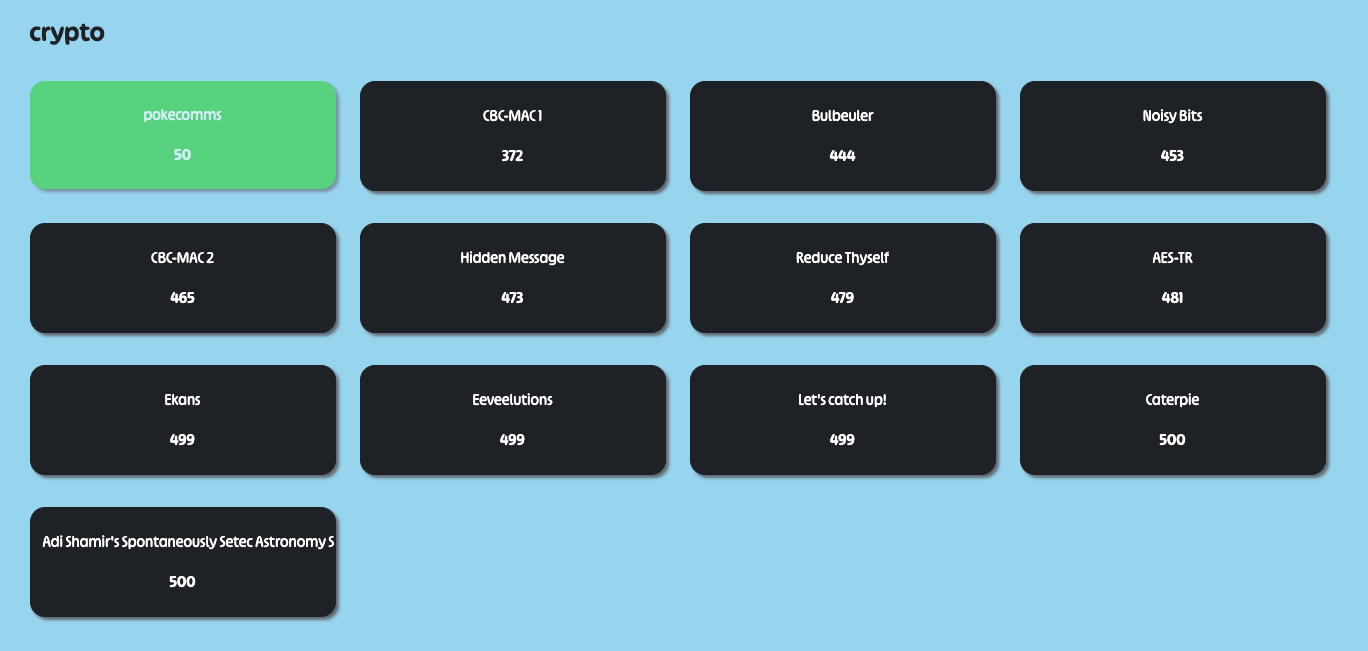 crypto
pokecomms
50
CBC-MAC 1
372
Bulbeuler
444
Noisy Bits
453
CBC-MAC 2
465
Hidden Message
473
Reduce Thyself
479
AES-TR
481
Ekans
499
Eeveelutions
499
Let's catch up!
499
Caterpie
500
Adi Shamir's Spontaneously Setec Astronomy S
500